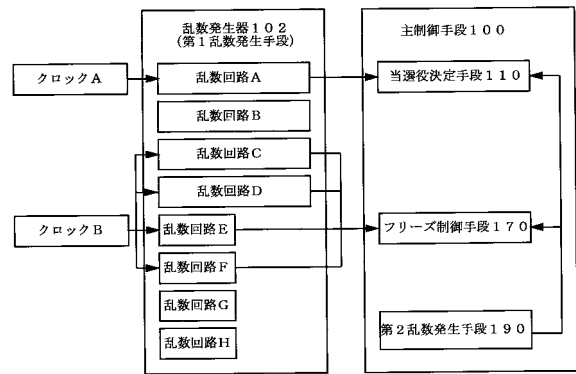 乱数発生器102
(第1乱数発生手段)
主制御手段100
クロックA
乱数回路A
当選役決定手段110
乱数回路B
乱数回路C
乱数回路D
クロックB
乱数回路E
フリーズ制御手段170
乱数回路F
乱数回路G
第2乱数発生手段190
乱数回路H